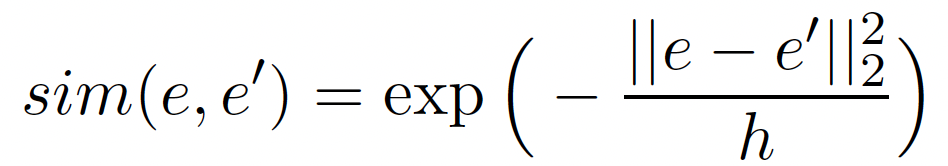 sim(e, e′) = exp ( − ||e − e′||₂² / h )